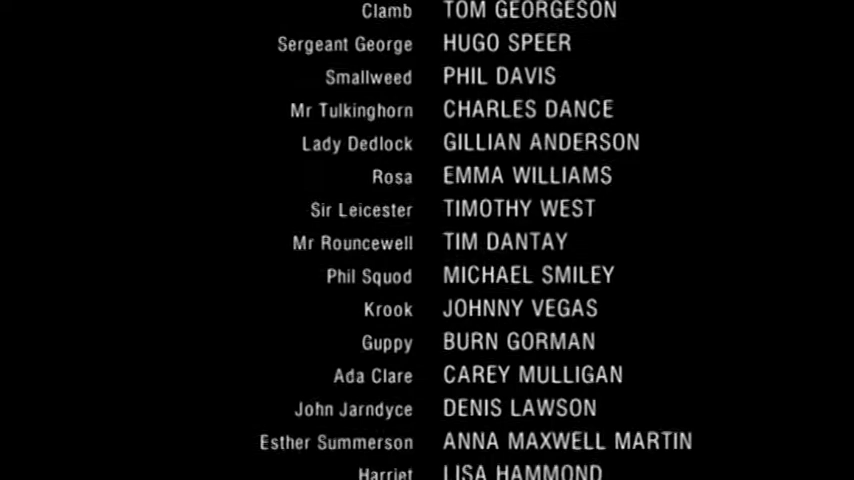 Clamb TOM GEORGESON
Sergeant George HUGO SPEER
Smallweed PHIL DAVIS
Mr Tulkinghorn CHARLES DANCE
Lady Dedlock GILLIAN ANDERSON
Rosa EMMA WILLIAMS
Sir Leicester TIMOTHY WEST
Mr Rouncewell TIM DANTAY
Phil Squod MICHAEL SMILEY
Krook JOHNNY VEGAS
Guppy BURN GORMAN
Ada Clare CAREY MULLIGAN
John Jarndyce DENIS LAWSON
Esther Summerson ANNA MAXWELL MARTIN
Harriet LISA HAMMOND